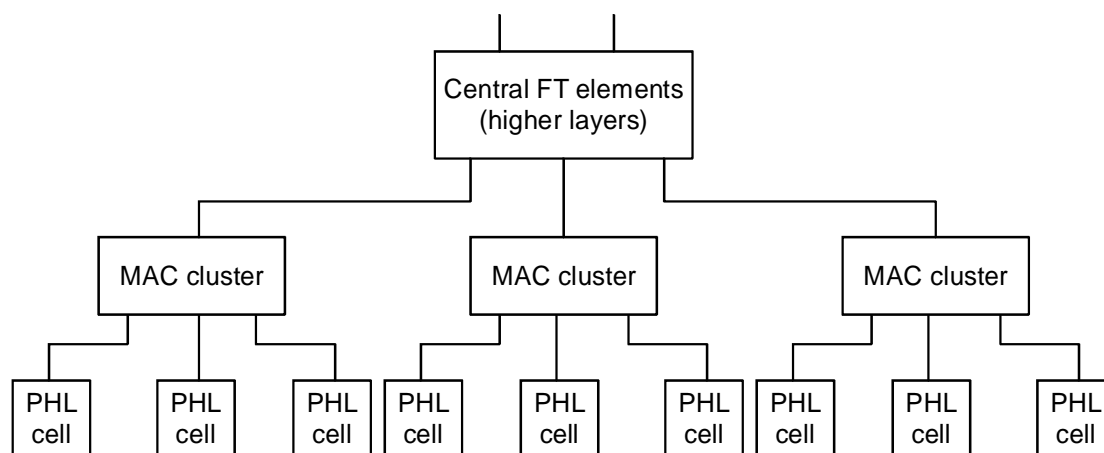 Central FT elements
(higher layers)
MAC cluster
MAC cluster
MAC cluster
PHL
cell
PHL
cell
PHL
cell
PHL
cell
PHL
cell
PHL
cell
PHL
cell
PHL
cell
PHL
cell